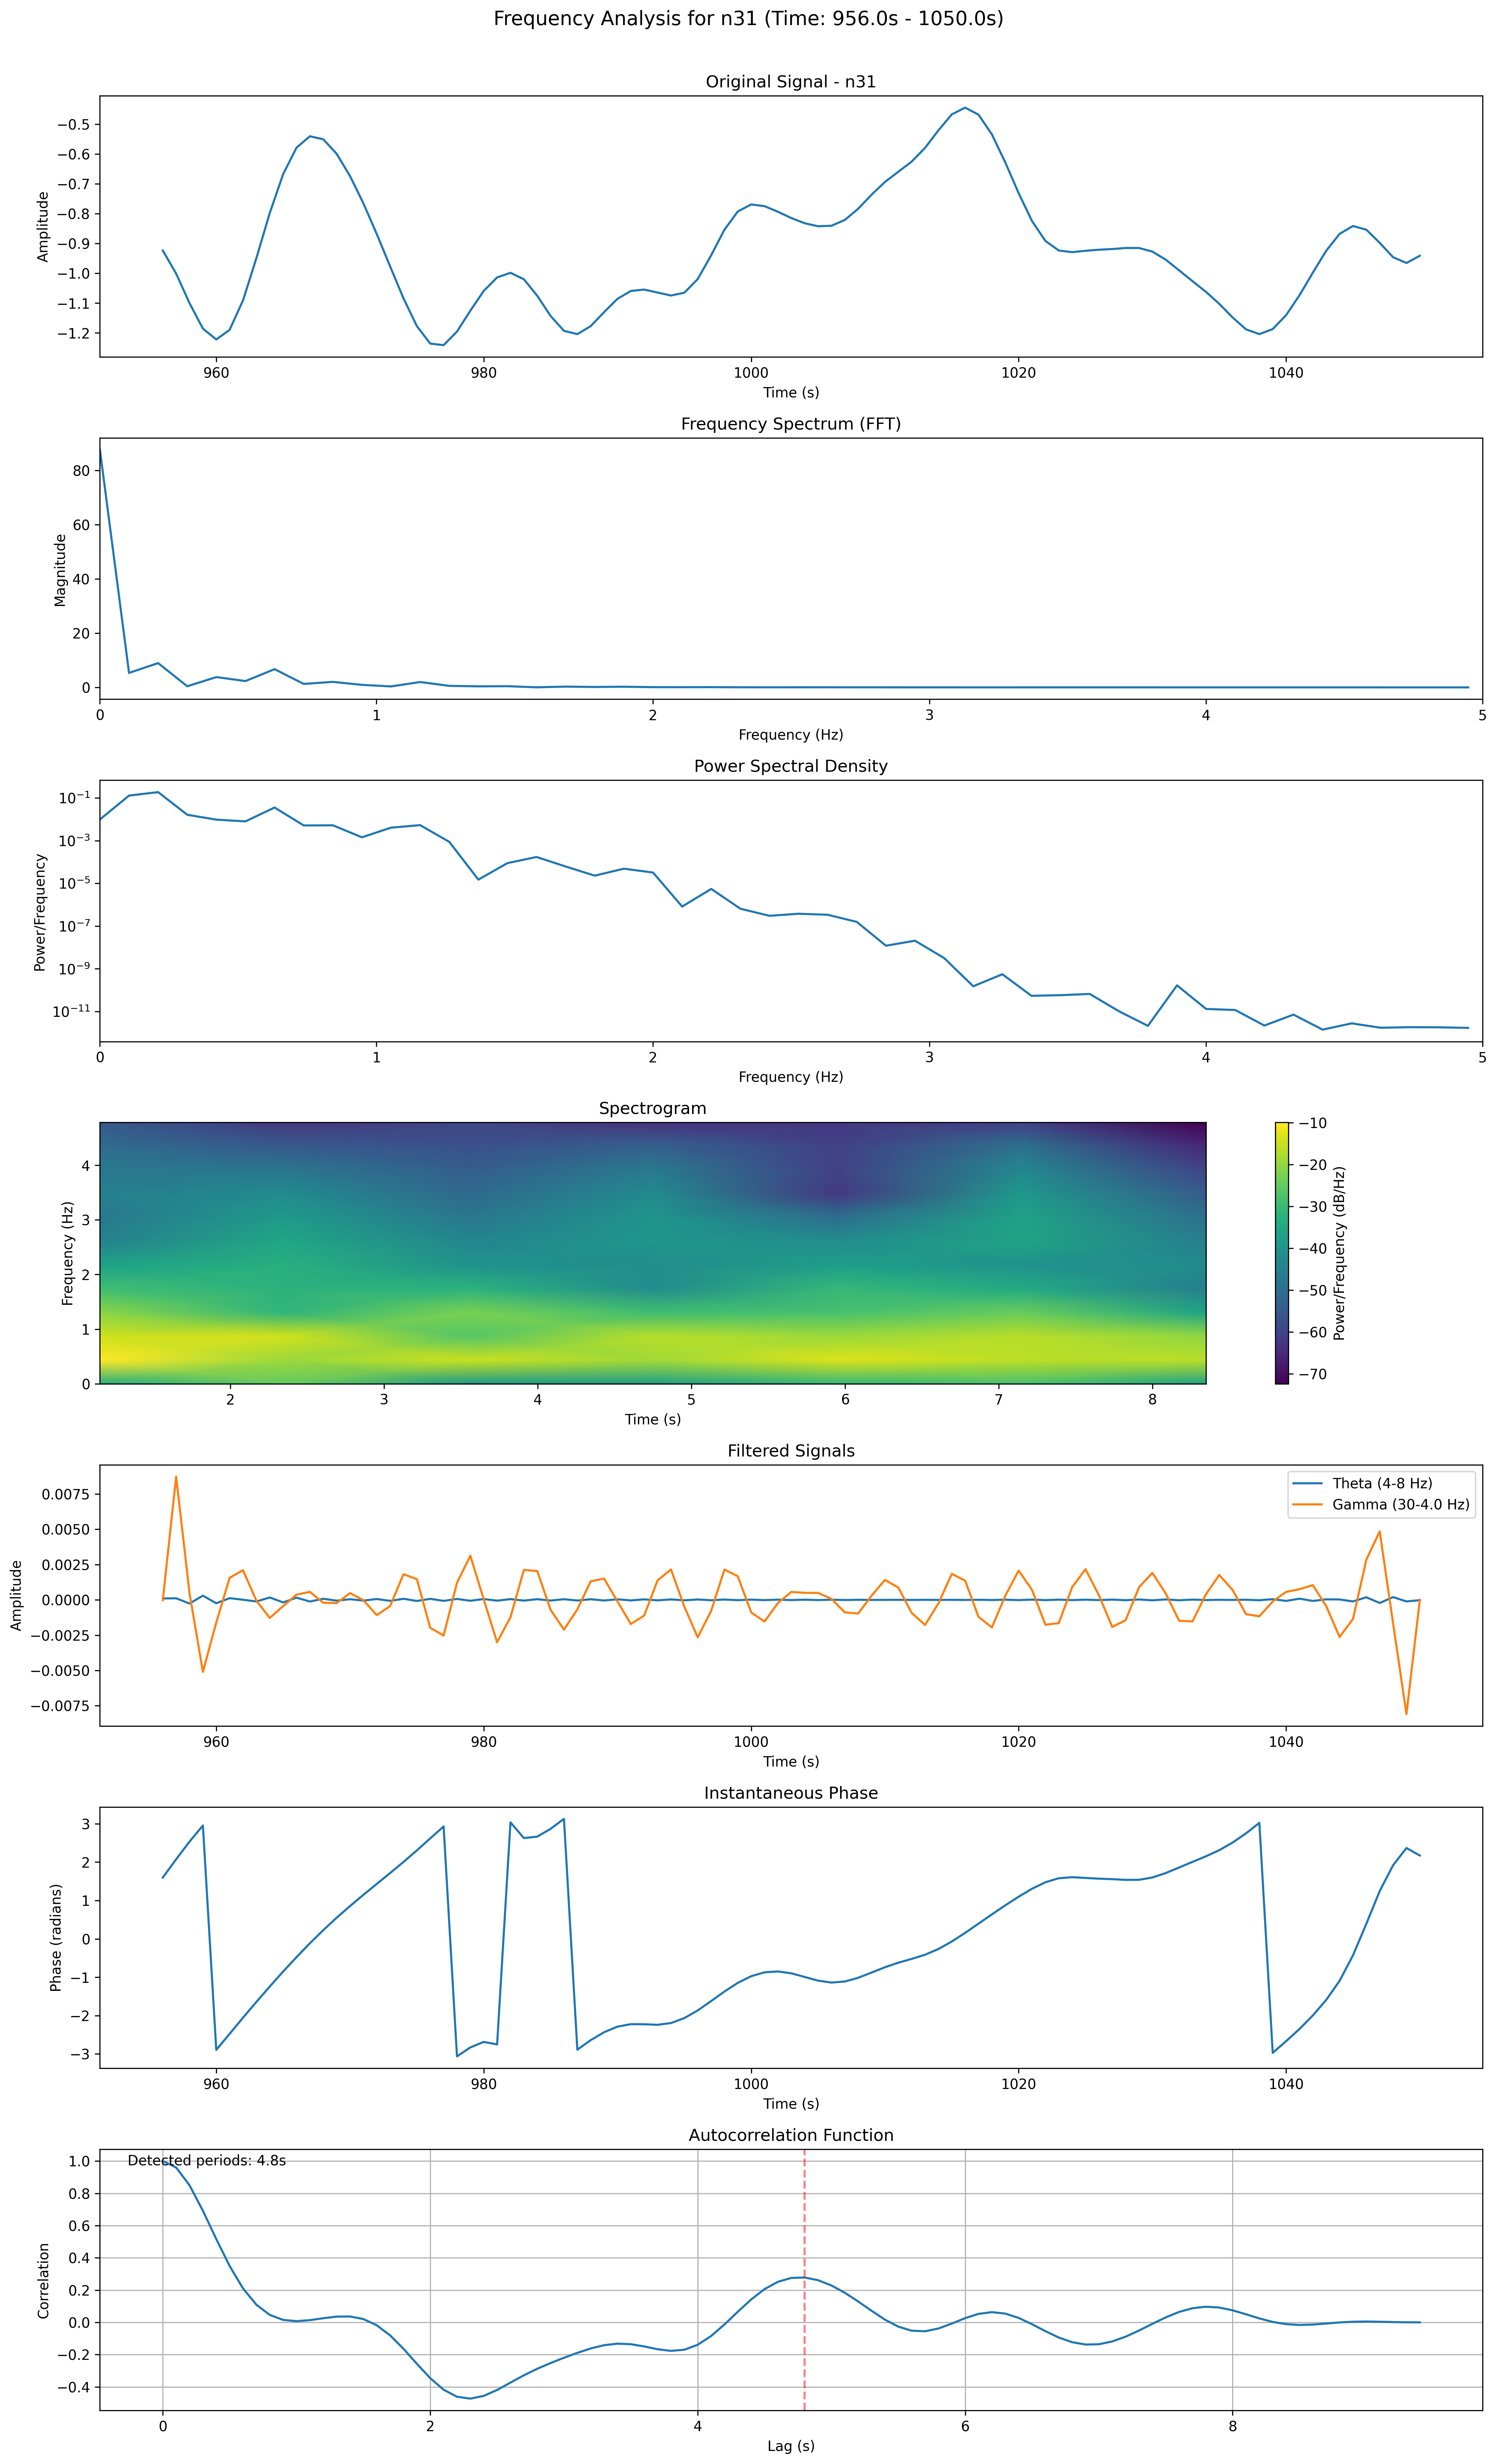 Frequency Analysis for n31 (Time: 956.0s - 1050.0s)
Original Signal - n31
Amplitude
−0.5
−0.6
−0.7
−0.8
−0.9
−1.0
−1.1
−1.2
960 980 1000 1020 1040
Time (s)
Frequency Spectrum (FFT)
Magnitude
80
60
40
20
0
0 1 2 3 4 5
Frequency (Hz)
Power Spectral Density
Power/Frequency
10⁻¹
10⁻³
10⁻⁵
10⁻⁷
10⁻⁹
10⁻¹¹
0 1 2 3 4 5
Frequency (Hz)
Spectrogram
Frequency (Hz)
4
3
2
1
0
2 3 4 5 6 7 8
Time (s)
−10
−20
−30
−40
−50
−60
−70
Power/Frequency (dB/Hz)
Filtered Signals
Amplitude
0.0075
0.0050
0.0025
0.0000
−0.0025
−0.0050
−0.0075
Theta (4-8 Hz)
Gamma (30-4.0 Hz)
960 980 1000 1020 1040
Time (s)
Instantaneous Phase
Phase (radians)
3
2
1
0
−1
−2
−3
960 980 1000 1020 1040
Time (s)
Autocorrelation Function
Detected periods: 4.8s
Correlation
1.0
0.8
0.6
0.4
0.2
0.0
−0.2
−0.4
0 2 4 6 8
Lag (s)